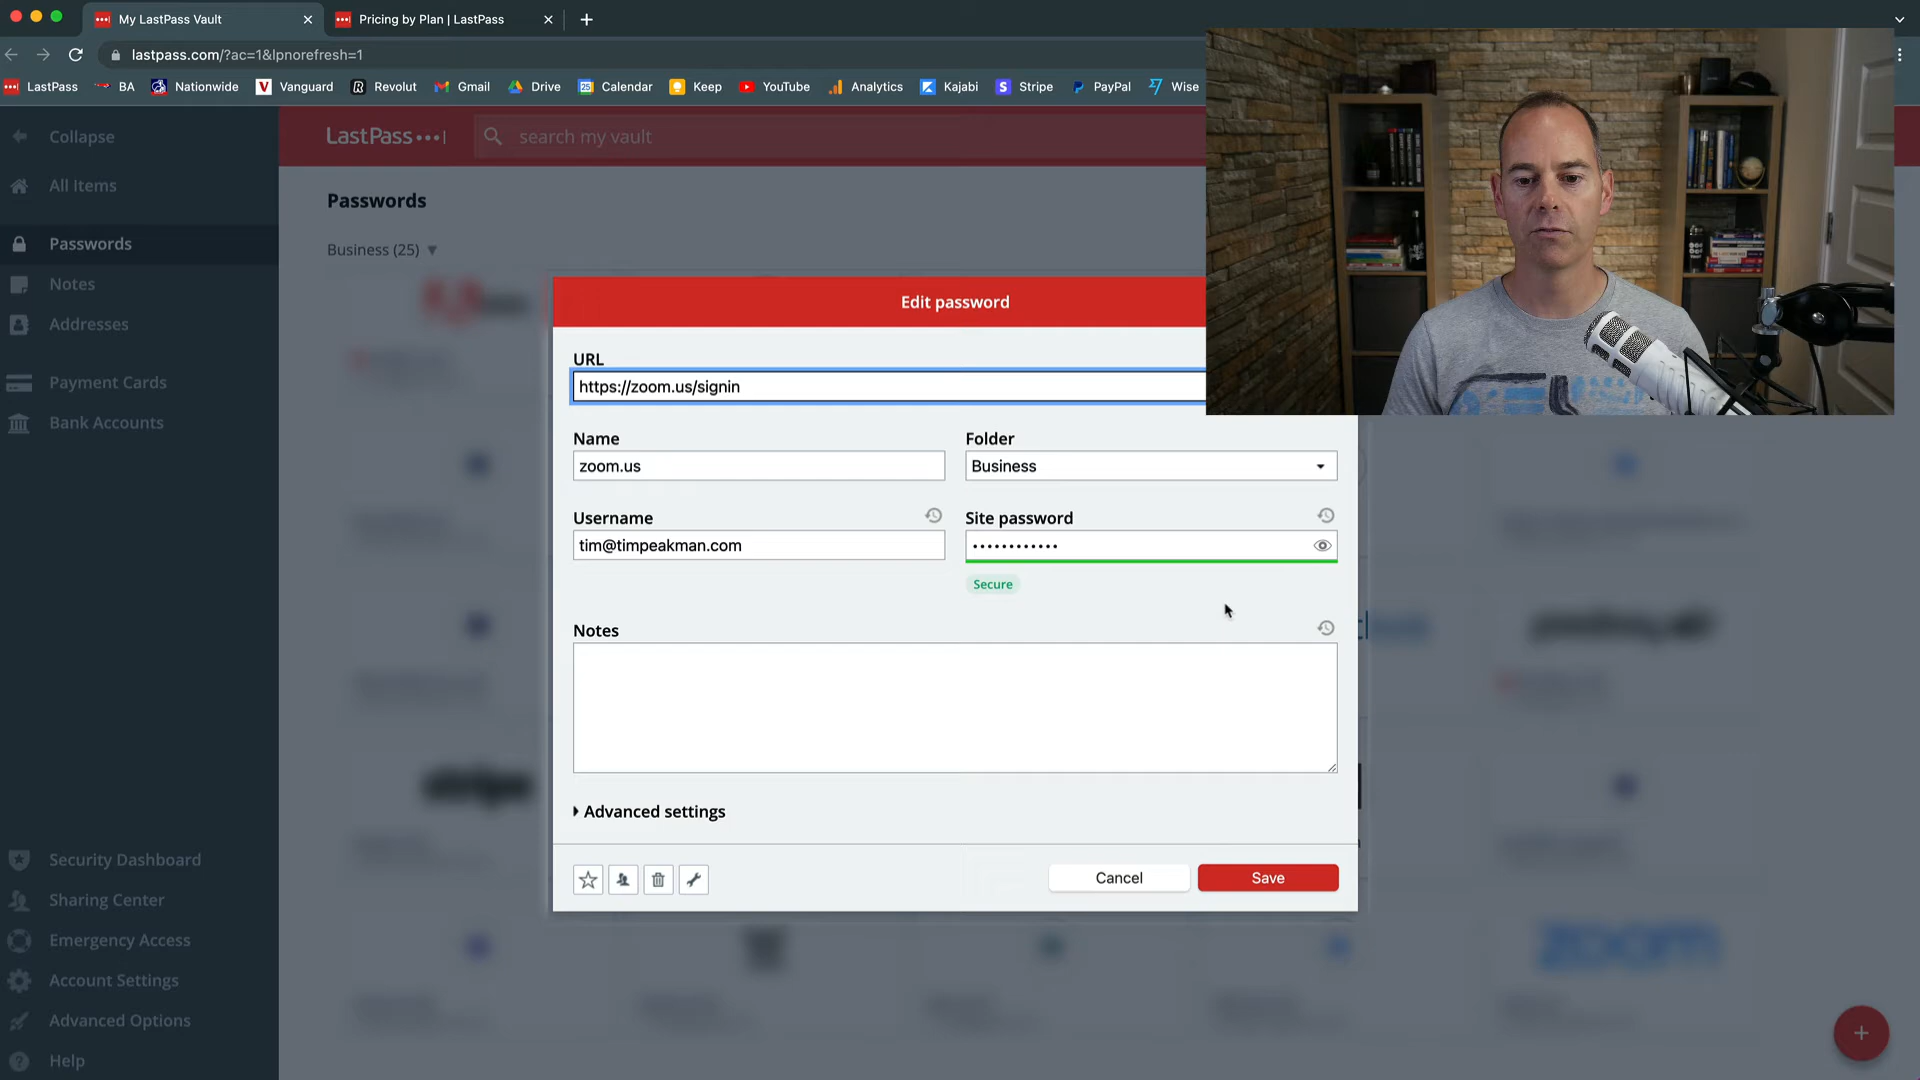 My LastPass Vault
Pricing by Plan | LastPass
lastpass.com/?ac=1&lpnorefresh=1
LastPass BA Nationwide Vanguard Revolut Gmail Drive Calendar Keep YouTube Analytics Kajabi Stripe PayPal Wise
Collapse
All Items
Passwords
Notes
Addresses
Payment Cards
Bank Accounts
Security Dashboard
Sharing Center
Emergency Access
Account Settings
Advanced Options
Help
LastPass
search my vault
Passwords
Business (25)
Edit password
URL
https://zoom.us/signin
Name
zoom.us
Folder
Business
Username
tim@timpeakman.com
Site password
••••••••••••
Secure
Notes
Advanced settings
Cancel
Save
stripe
zoom